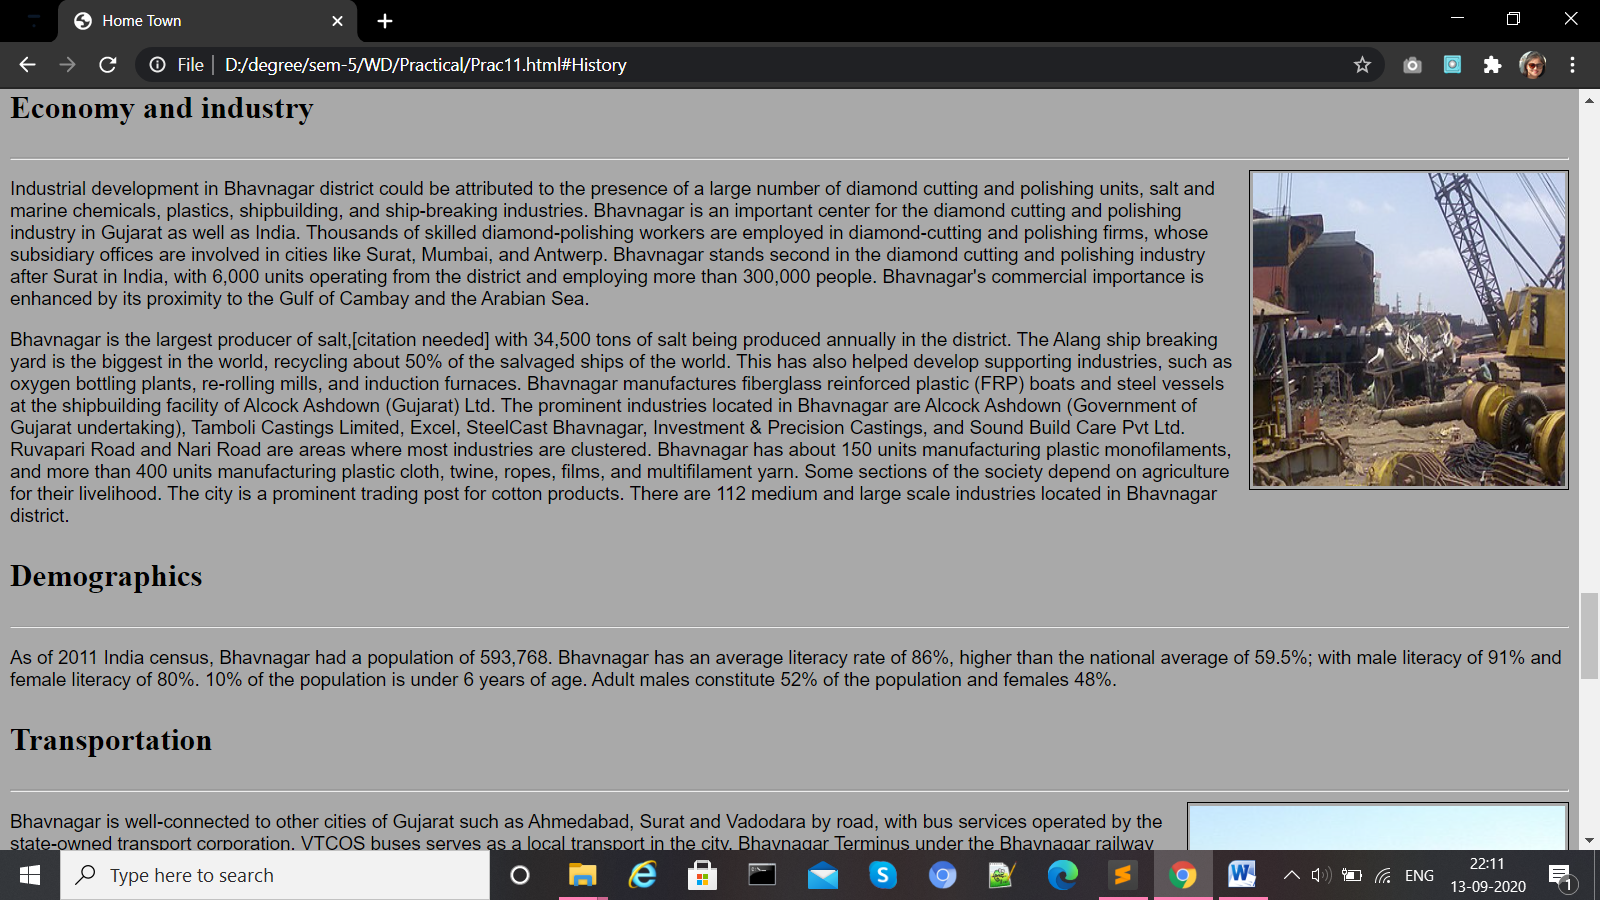 Home Town
File
D:/degree/sem-5/WD/Practical/Prac11.html#History
Economy and industry
Industrial development in Bhavnagar district could be attributed to the presence of a large number of diamond cutting and polishing units, salt and
marine chemicals, plastics, shipbuilding, and ship-breaking industries. Bhavnagar is an important center for the diamond cutting and polishing
industry in Gujarat as well as India. Thousands of skilled diamond-polishing workers are employed in diamond-cutting and polishing firms, whose
subsidiary offices are involved in cities like Surat, Mumbai, and Antwerp. Bhavnagar stands second in the diamond cutting and polishing industry
after Surat in India, with 6,000 units operating from the district and employing more than 300,000 people. Bhavnagar's commercial importance is
enhanced by its proximity to the Gulf of Cambay and the Arabian Sea.
Bhavnagar is the largest producer of salt,[citation needed] with 34,500 tons of salt being produced annually in the district. The Alang ship breaking
yard is the biggest in the world, recycling about 50% of the salvaged ships of the world. This has also helped develop supporting industries, such as
oxygen bottling plants, re-rolling mills, and induction furnaces. Bhavnagar manufactures fiberglass reinforced plastic (FRP) boats and steel vessels
at the shipbuilding facility of Alcock Ashdown (Gujarat) Ltd. The prominent industries located in Bhavnagar are Alcock Ashdown (Government of
Gujarat undertaking), Tamboli Castings Limited, Excel, SteelCast Bhavnagar, Investment & Precision Castings, and Sound Build Care Pvt Ltd.
Ruvapari Road and Nari Road are areas where most industries are clustered. Bhavnagar has about 150 units manufacturing plastic monofilaments,
and more than 400 units manufacturing plastic cloth, twine, ropes, films, and multifilament yarn. Some sections of the society depend on agriculture
for their livelihood. The city is a prominent trading post for cotton products. There are 112 medium and large scale industries located in Bhavnagar
district.
Demographics
As of 2011 India census, Bhavnagar had a population of 593,768. Bhavnagar has an average literacy rate of 86%, higher than the national average of 59.5%; with male literacy of 91% and
female literacy of 80%. 10% of the population is under 6 years of age. Adult males constitute 52% of the population and females 48%.
Transportation
Bhavnagar is well-connected to other cities of Gujarat such as Ahmedabad, Surat and Vadodara by road, with bus services operated by the
state-owned transport corporation. VTCOS buses serves as a local transport in the city. Bhavnagar Terminus under the Bhavnagar railway
Type here to search
ENG
22:11
13-09-2020
1